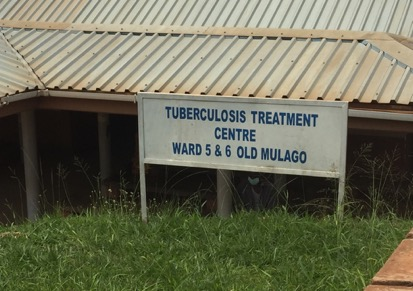 TUBERCULOSIS TREATMENT
CENTRE
WARD 5 & 6 OLD MULAGO